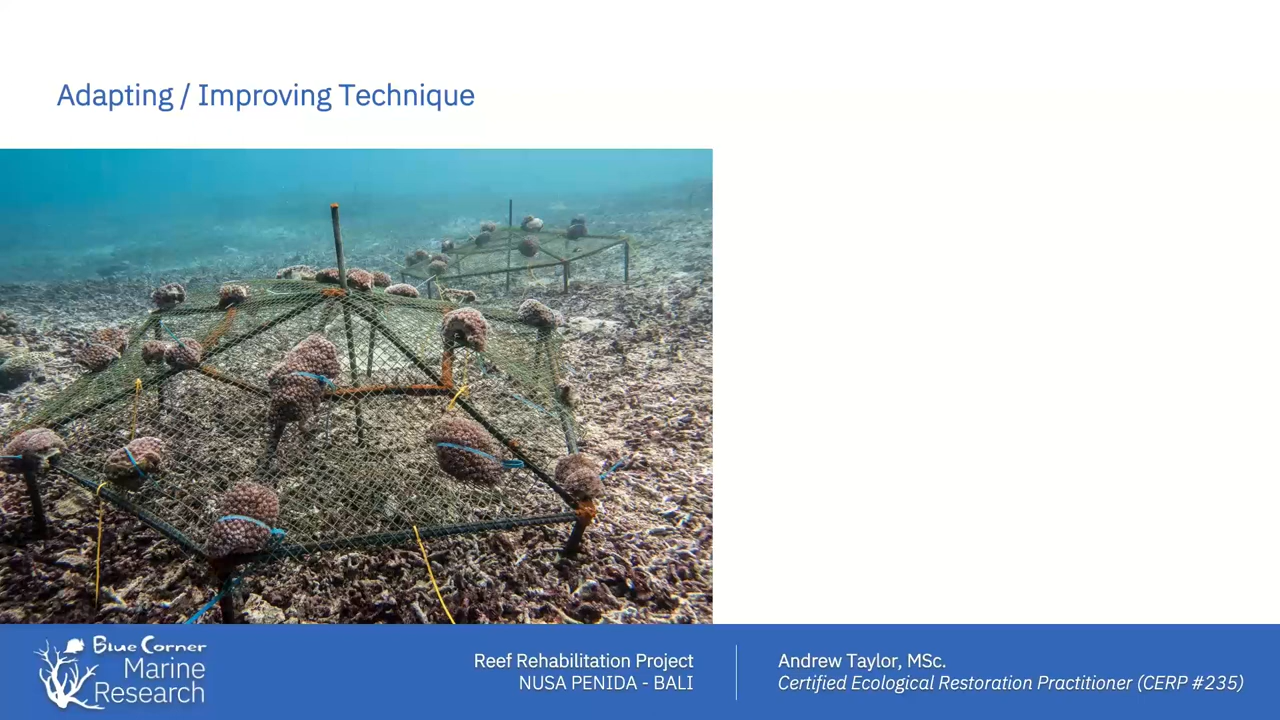 Adapting / Improving Technique
Blue Corner
Marine
Research
Reef Rehabilitation Project
NUSA PENIDA - BALI
Andrew Taylor, MSc.
Certified Ecological Restoration Practitioner (CERP #235)